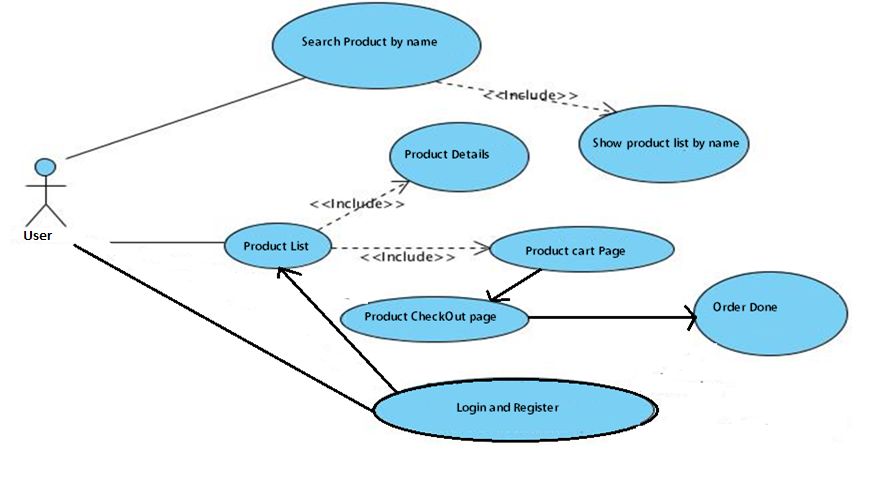 Search Product by name
<<Include>>
Show product list by name
Product Details
<<Include>>
User
Product List
Product cart Page
<<Include>>
Product CheckOut page
Order Done
Login and Register